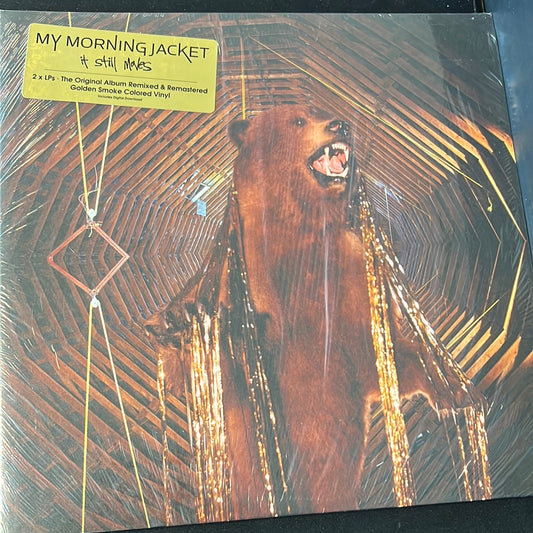 MY MORNING JACKET
it still moves
2 x LPs · The Original Album Remixed & Remastered
Golden Smoke Colored Vinyl
Includes Digital Download